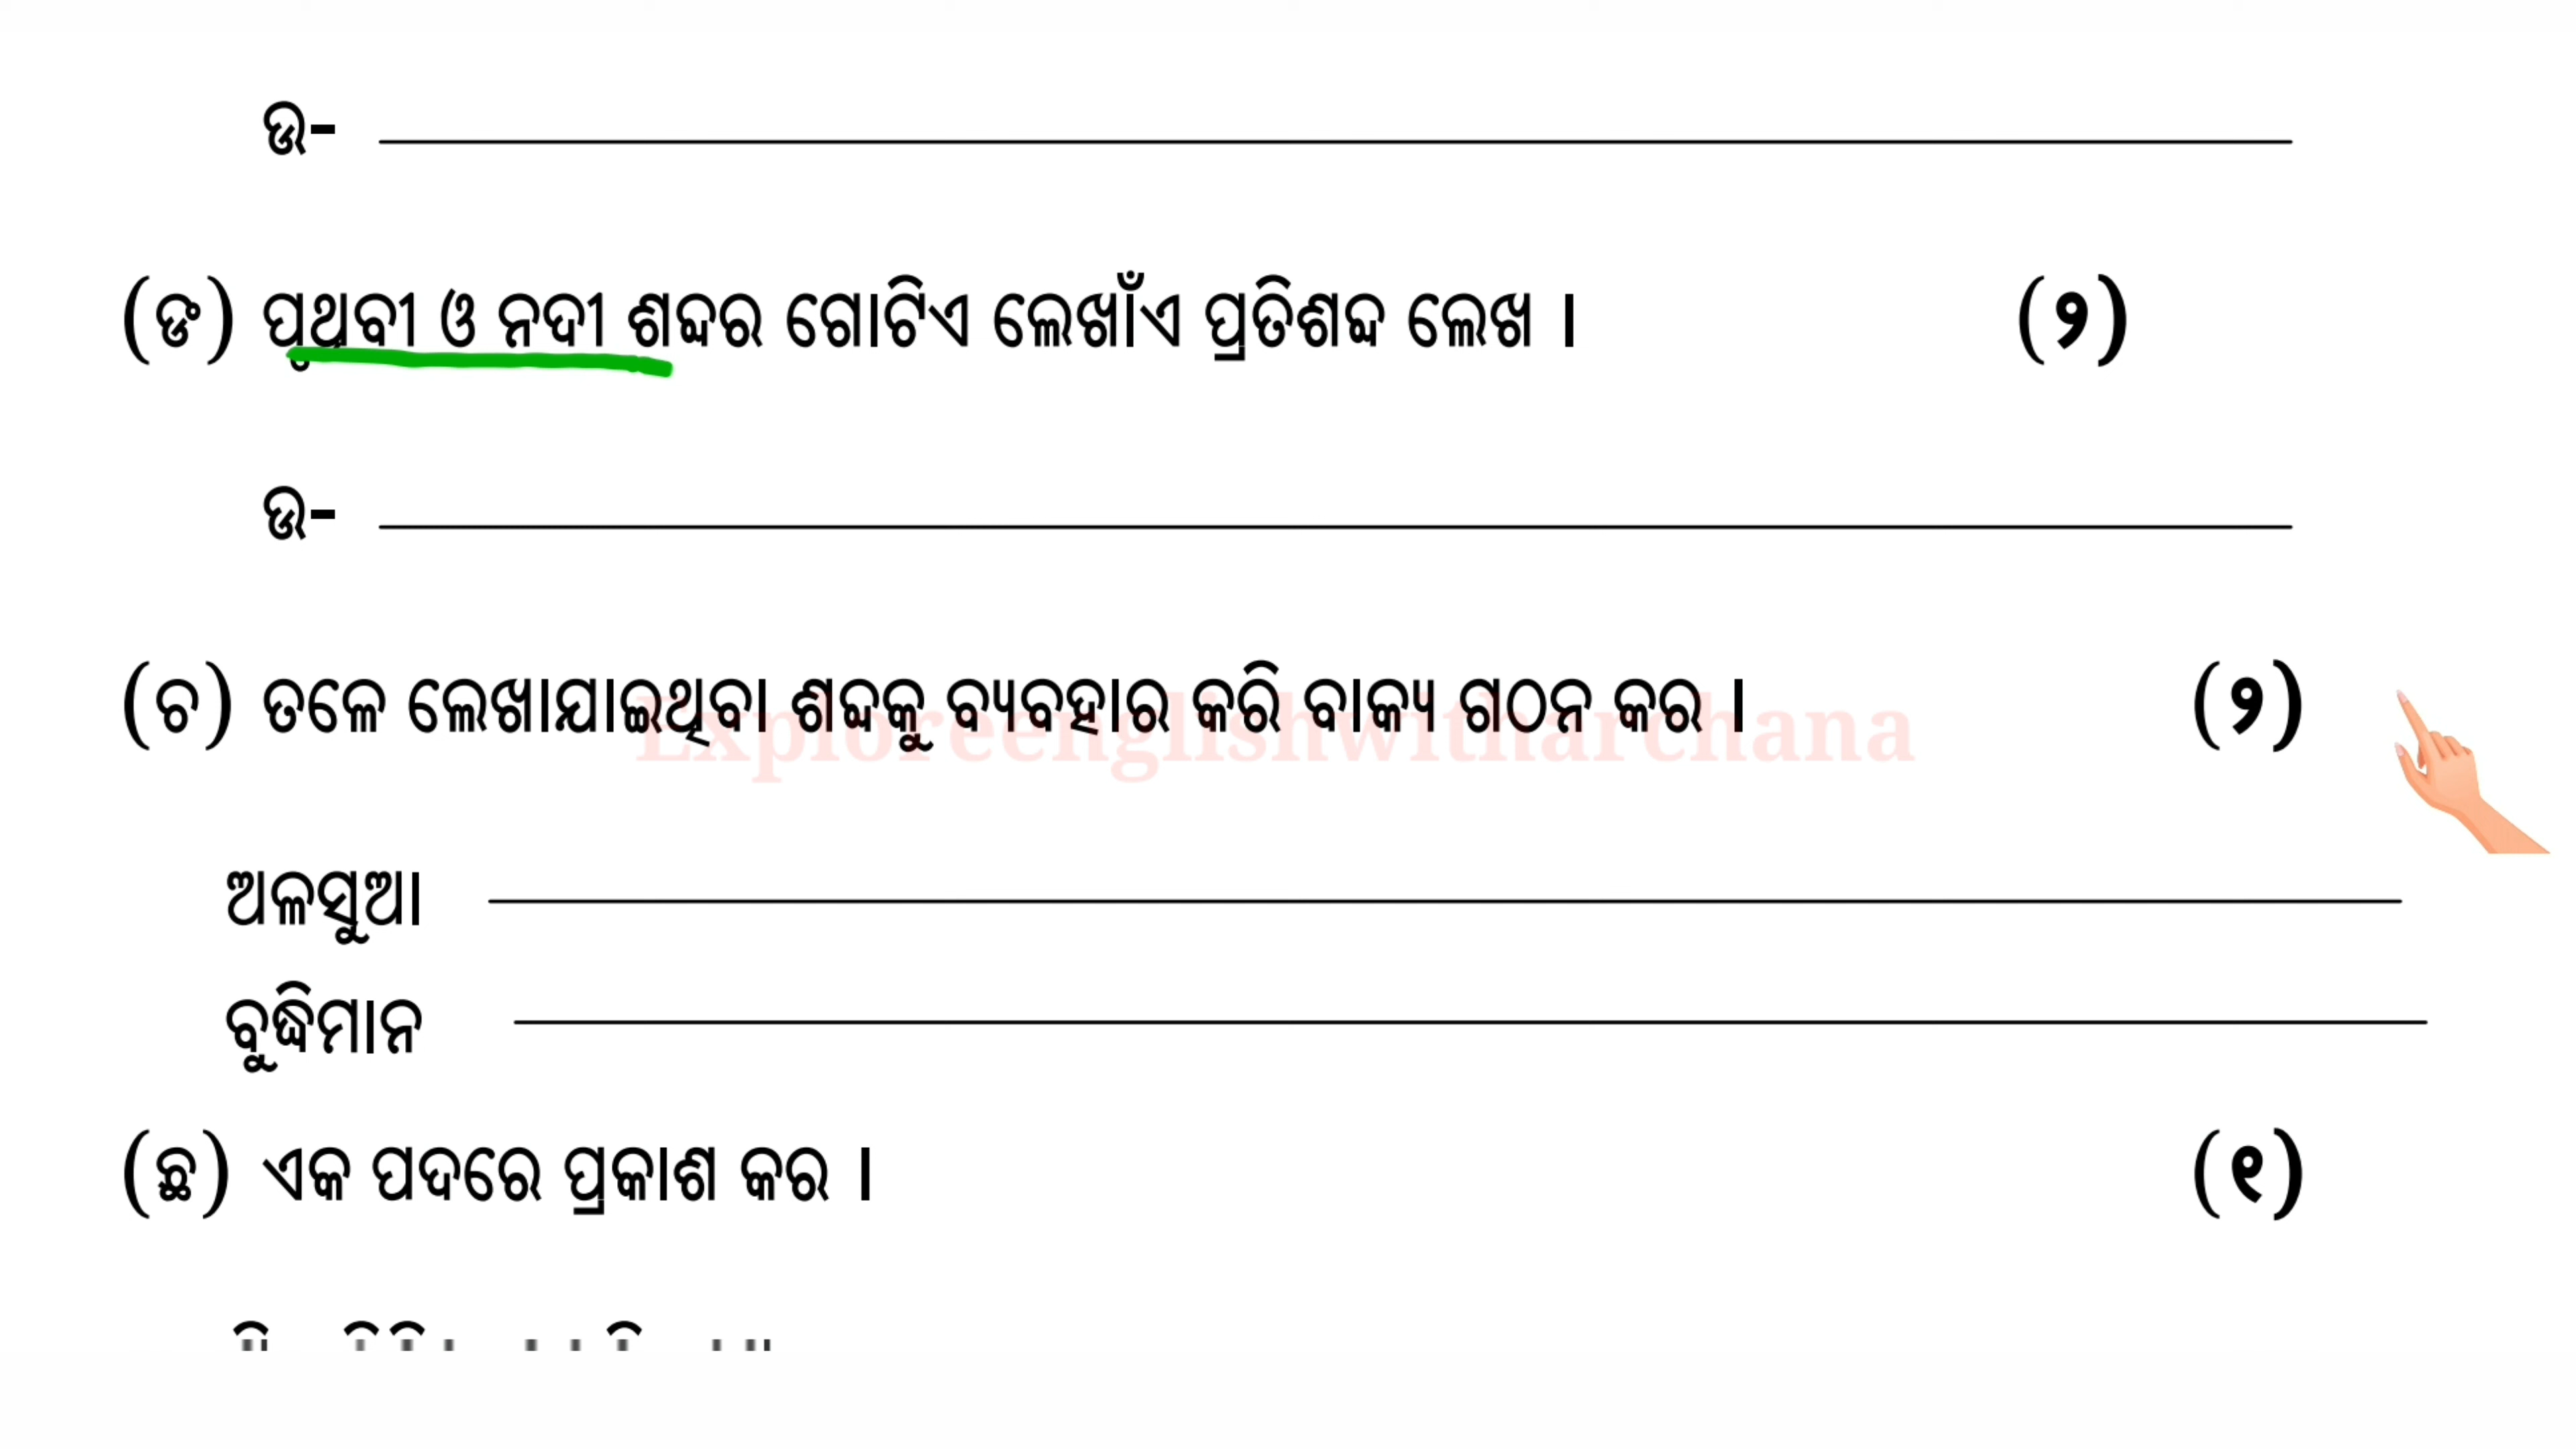 ଉ-
(ଙ) ପୃଥିବୀ ଓ ନଦୀ ଶବ୍ଦର ଗୋଟିଏ ଲେଖାଁଏ ପ୍ରତିଶବ୍ଦ ଲେଖ । (୨)
ଉ-
(ଚ) ତଳେ ଲେଖାଯାଇଥିବା ଶବ୍ଦକୁ ବ୍ୟବହାର କରି ବାକ୍ୟ ଗଠନ କର । (୨)
Exploreenglishwitharchana
ଅଳସୁଆ
ବୁଦ୍ଧିମାନ
(ଛ) ଏକ ପଦରେ ପ୍ରକାଶ କର । (୧)